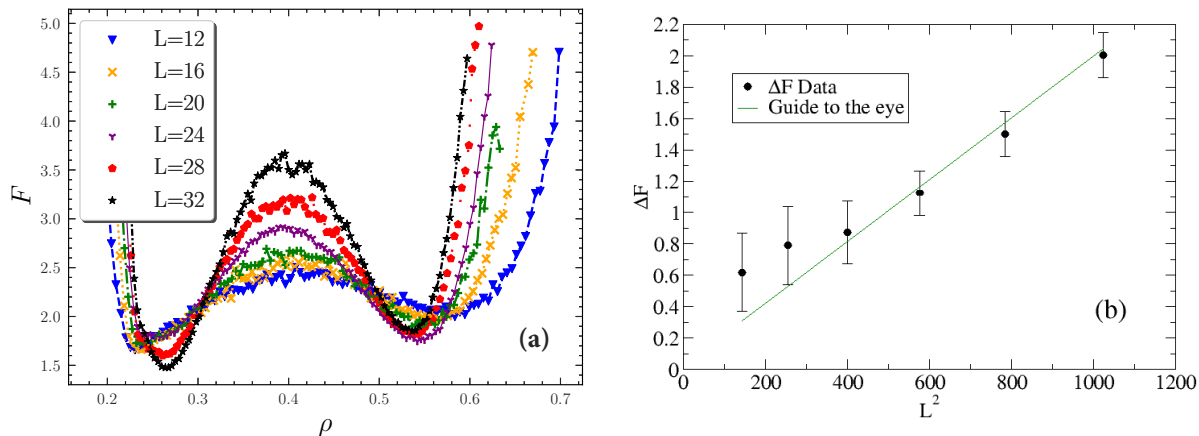 5.0
4.5
4.0
3.5
3.0
2.5
2.0
1.5
F
L=12
L=16
L=20
L=24
L=28
L=32
(a)
0.2 0.3 0.4 0.5 0.6 0.7
ρ
2.2
2
1.8
1.6
1.4
1.2
1
0.8
0.6
0.4
0.2
0
ΔF
ΔF Data
Guide to the eye
(b)
0 200 400 600 800 1000 1200
L²